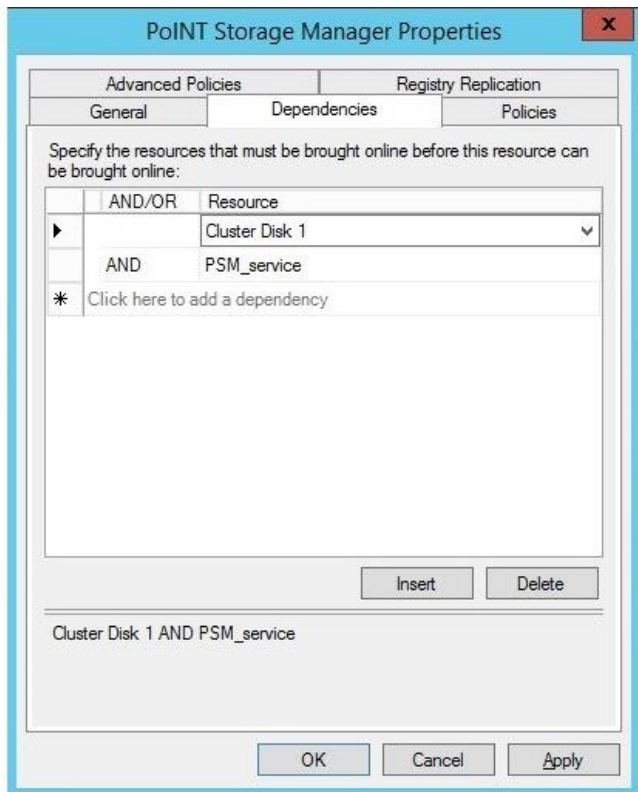 PoINT Storage Manager Properties
x
Advanced Policies Registry Replication
General Dependencies Policies
Specify the resources that must be brought online before this resource can
be brought online:
AND/OR Resource
Cluster Disk 1
AND PSM_service
* Click here to add a dependency
Insert Delete
Cluster Disk 1 AND PSM_service
OK Cancel Apply